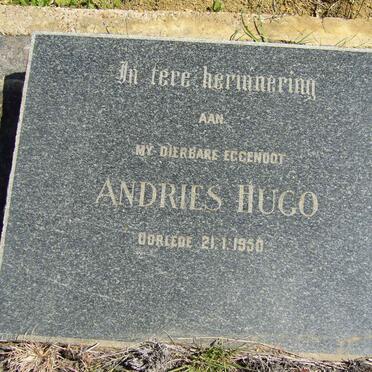 In tere herinnering
AAN
MY DIERBARE EGGENOOT
ANDRIES HUGO
OORLEDE 21.1.1950